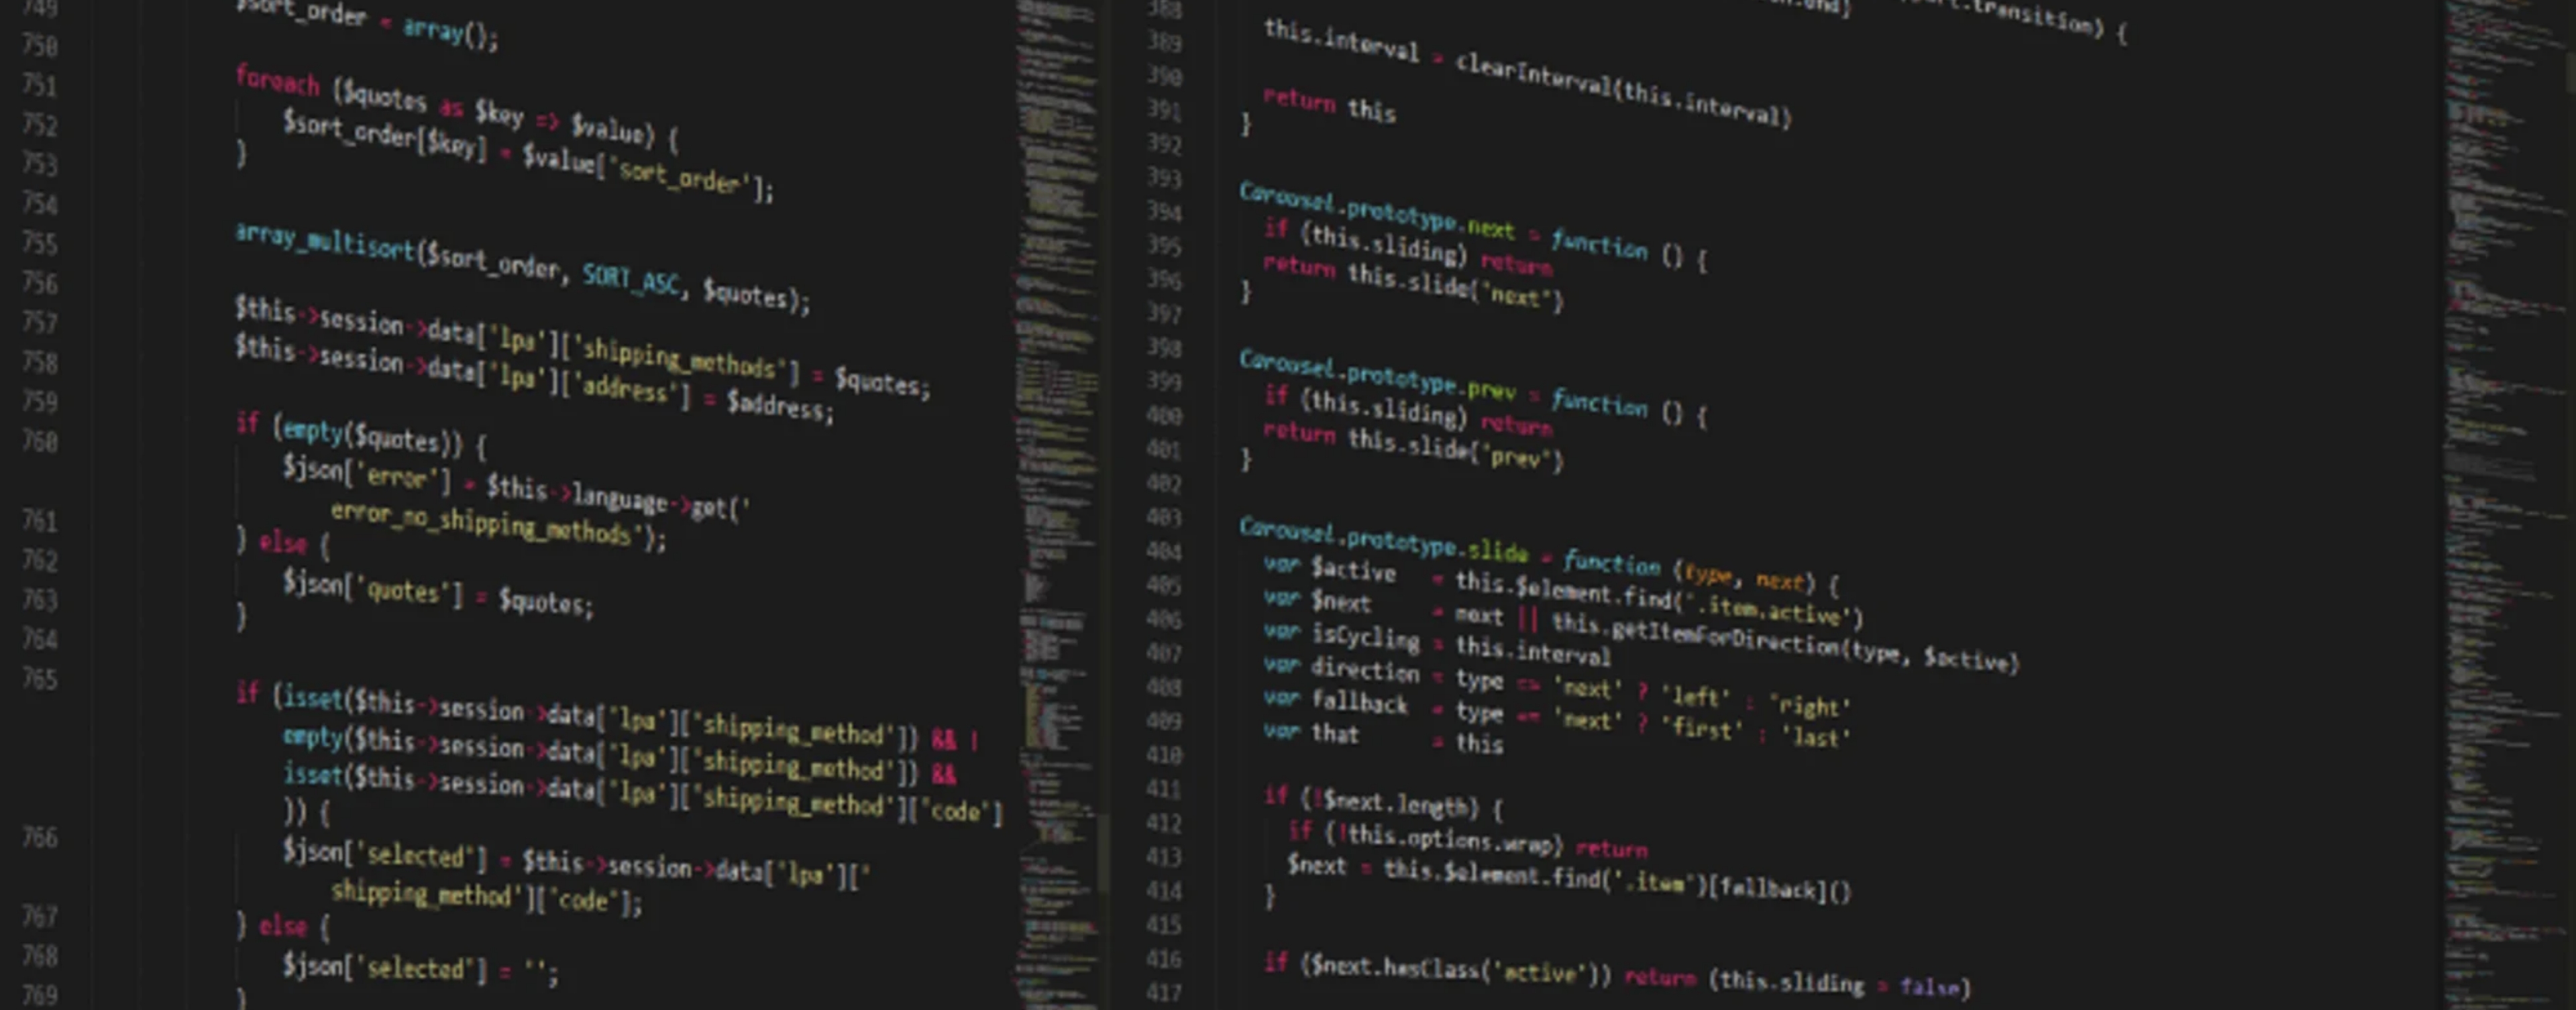 749
750
751
752
753
754
755
756
757
758
759
760
761
762
763
764
765
766
767
768
769
$sort_order = array();
foreach ($quotes as $key => $value) {
$sort_order[$key] = $value['sort_order'];
}
array_multisort($sort_order, SORT_ASC, $quotes);
$this->session->data['lpa']['shipping_methods'] = $quotes;
$this->session->data['lpa']['address'] = $address;
if (empty($quotes)) {
$json['error'] = $this->language->get('
error_no_shipping_methods');
} else {
$json['quotes'] = $quotes;
}
if (isset($this->session->data['lpa']['shipping_method']) && !
empty($this->session->data['lpa']['shipping_method']) &&
isset($this->session->data['lpa']['shipping_method']['code']
)) {
$json['selected'] = $this->session->data['lpa']['
shipping_method']['code'];
} else {
$json['selected'] = '';
}
388
389
390
391
392
393
394
395
396
397
398
399
400
401
402
403
404
405
406
407
408
409
410
411
412
413
414
415
416
417
.transition) {
this.interval = clearInterval(this.interval)
return this
}
Carousel.prototype.next = function () {
if (this.sliding) return
return this.slide('next')
}
Carousel.prototype.prev = function () {
if (this.sliding) return
return this.slide('prev')
}
Carousel.prototype.slide = function (type, next) {
var $active = this.$element.find('.item.active')
var $next = next || this.getItemForDirection(type, $active)
var isCycling = this.interval
var direction = type == 'next' ? 'left' : 'right'
var fallback = type == 'next' ? 'first' : 'last'
var that = this
if (!$next.length) {
if (!this.options.wrap) return
$next = this.$element.find('.item')[fallback]()
}
if ($next.hasClass('active')) return (this.sliding = false)